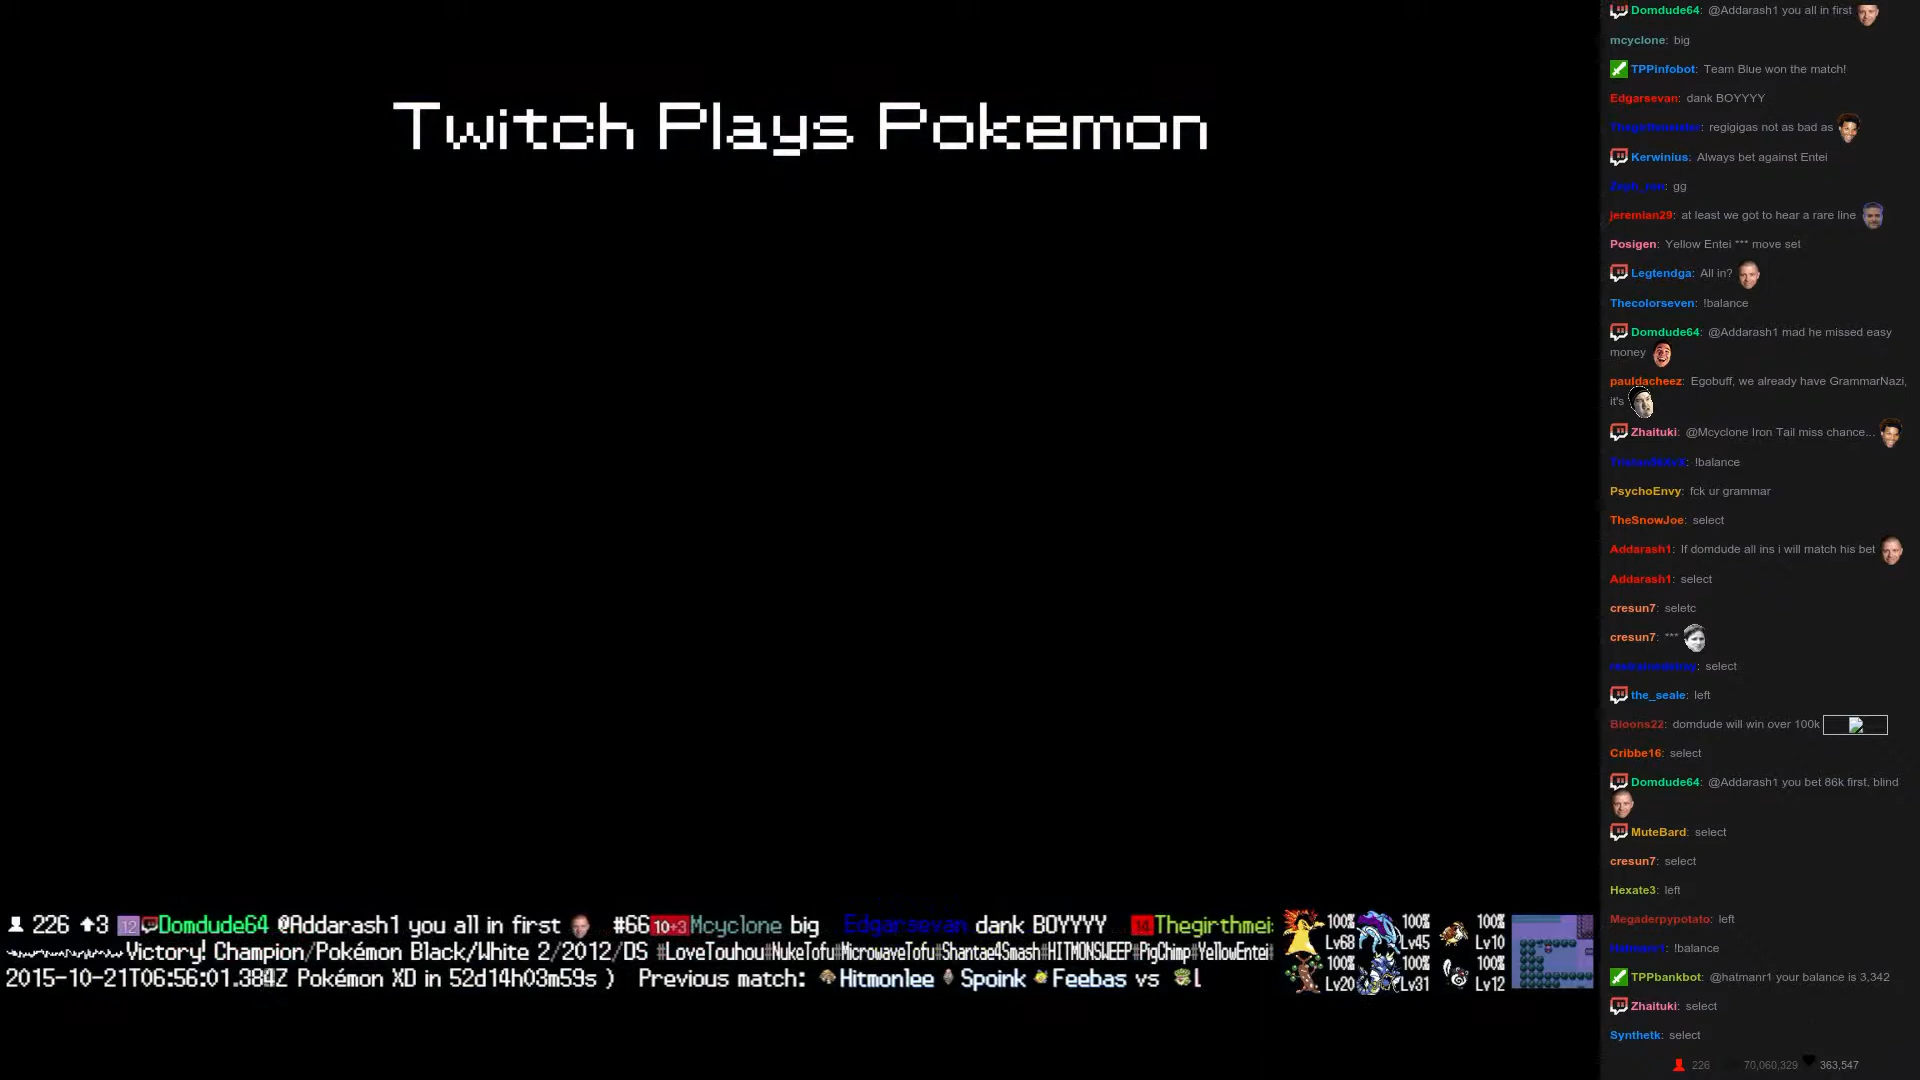 Twitch Plays Pokemon
226 3 12 Domdude64 @Addarash1 you all in first #66 10+3 Mcyclone big Edgarsevan dank BOYYYY 14 Thegirthmei
Victory! Champion/Pokémon Black/White 2/2012/DS #LoveTouhou#NukeTofu#MicrowaveTofu#Shantae4Smash#HITMONSWEEP#PigChimp#YellowEntei#
2015-10-21T06:56:01.384Z Pokémon XD in 52d14h03m59s ) Previous match: Hitmonlee Spoink Feebas vs
100% Lv68 100% Lv45 100% Lv10
100% Lv20 100% Lv31 100% Lv12
Domdude64: @Addarash1 you all in first
mcyclone: big
TPPinfobot: Team Blue won the match!
Edgarsevan: dank BOYYYY
regigigas not as bad as
Kerwinius: Always bet against Entei
gg
jeremian29: at least we got to hear a rare line
Posigen: Yellow Entei *** move set
Legtendga: All in?
Thecolorseven: !balance
Domdude64: @Addarash1 mad he missed easy
money
pauldacheez: Egobuff, we already have GrammarNazi,
it's
Zhaituki: @Mcyclone Iron Tail miss chance...
!balance
PsychoEnvy: fck ur grammar
TheSnowJoe: select
Addarash1: If domdude all ins i will match his bet
Addarash1: select
cresun7: seletc
cresun7: ***
select
the_seale: left
Bloons22: domdude will win over 100k
Cribbe16: select
Domdude64: @Addarash1 you bet 86k first, blind
MuteBard: select
cresun7: select
Hexate3: left
Megaderpypotato: left
Hatmanr1: !balance
TPPbankbot: @hatmanr1 your balance is 3,342
Zhaituki: select
Synthetk: select
226 70,060,329 363,547